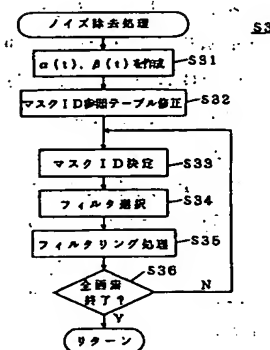 ノイズ除去処理
S3
α(t)、β(t)を作成
S31
マスクID参照テーブル修正
S32
マスクID決定
S33
フィルタ選択
S34
フィルタリング処理
S35
全画素
終了?
S36
N
Y
リターン